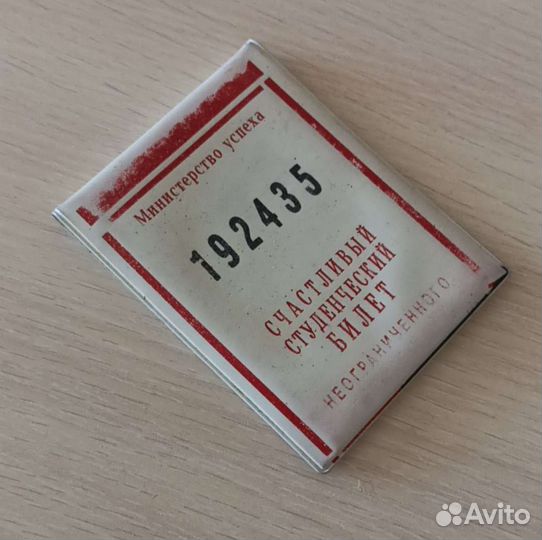 Министерство успеха
192435
СЧАСТЛИВЫЙ
СТУДЕНЧЕСКИЙ
БИЛЕТ
НЕОГРАНИЧЕННОГО
Avito